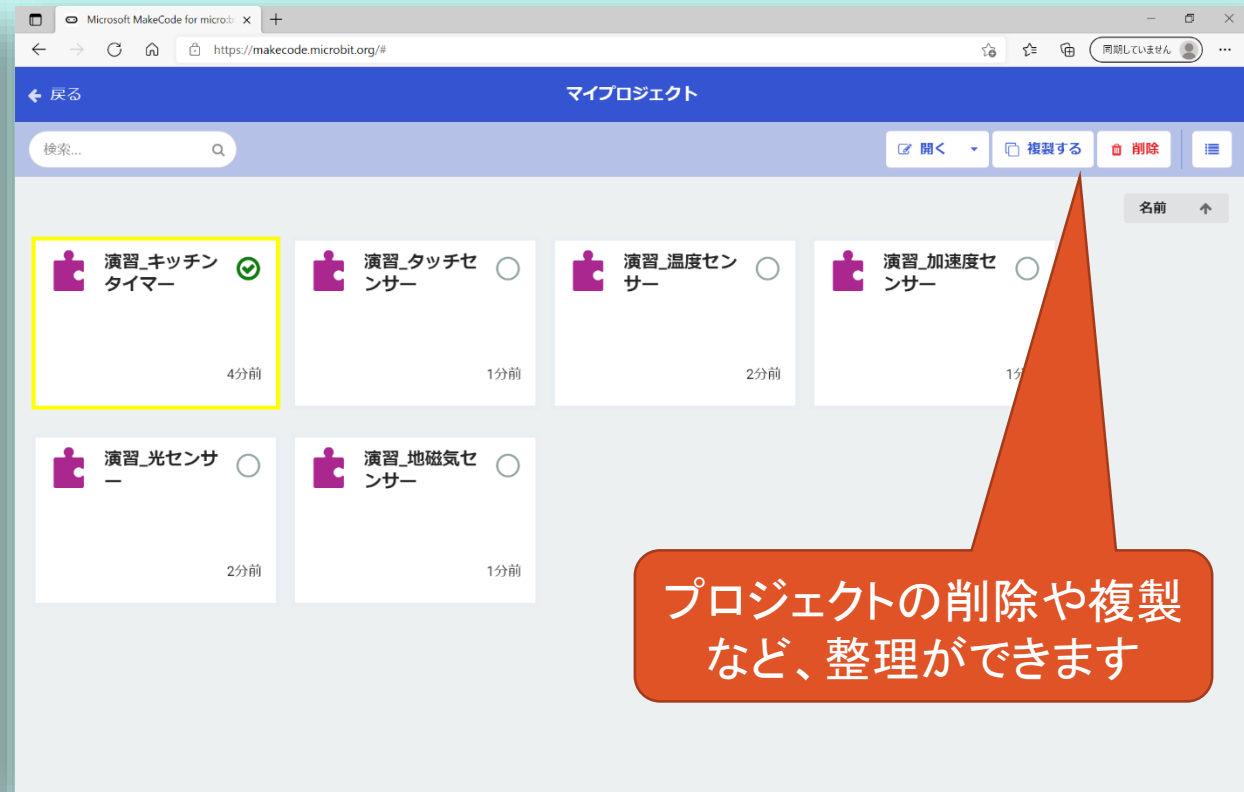 Microsoft MakeCode for micro:b
https://makecode.microbit.org/#
同期していません
戻る
マイプロジェクト
検索...
開く
複製する
削除
名前
演習_キッチン
タイマー
4分前
演習_タッチセ
ンサー
1分前
演習_温度セン
サー
2分前
演習_加速度セ
ンサー
演習_光センサ
ー
2分前
演習_地磁気セ
ンサー
1分前
プロジェクトの削除や複製
など、整理ができます